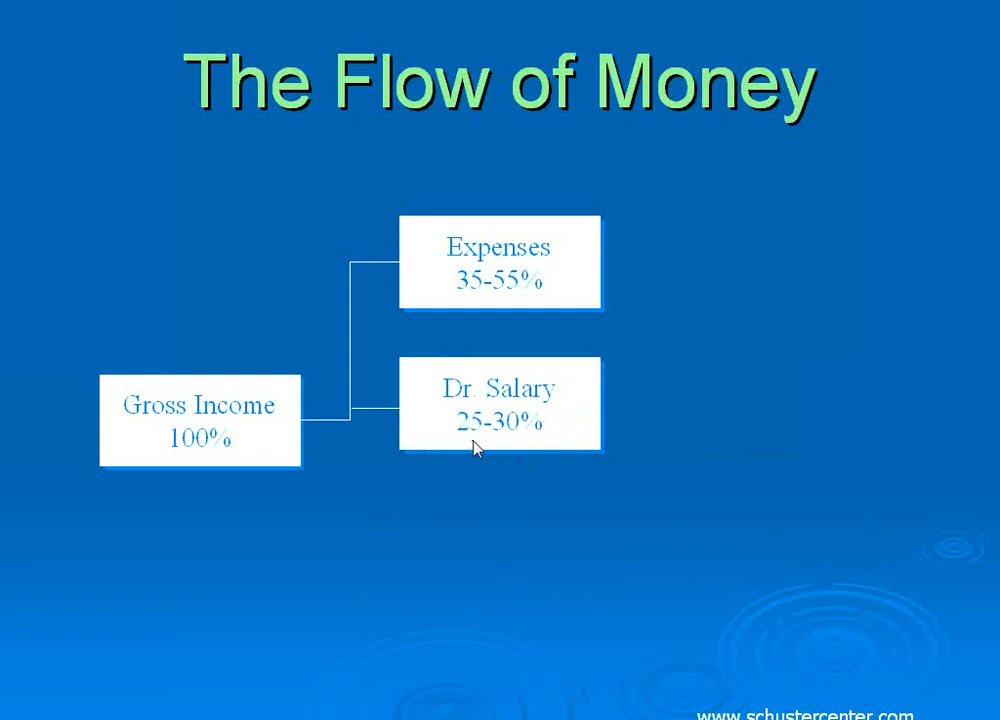 The Flow of Money
Expenses
35-55%
Dr. Salary
25-30%
Gross Income
100%
www.schustercenter.com